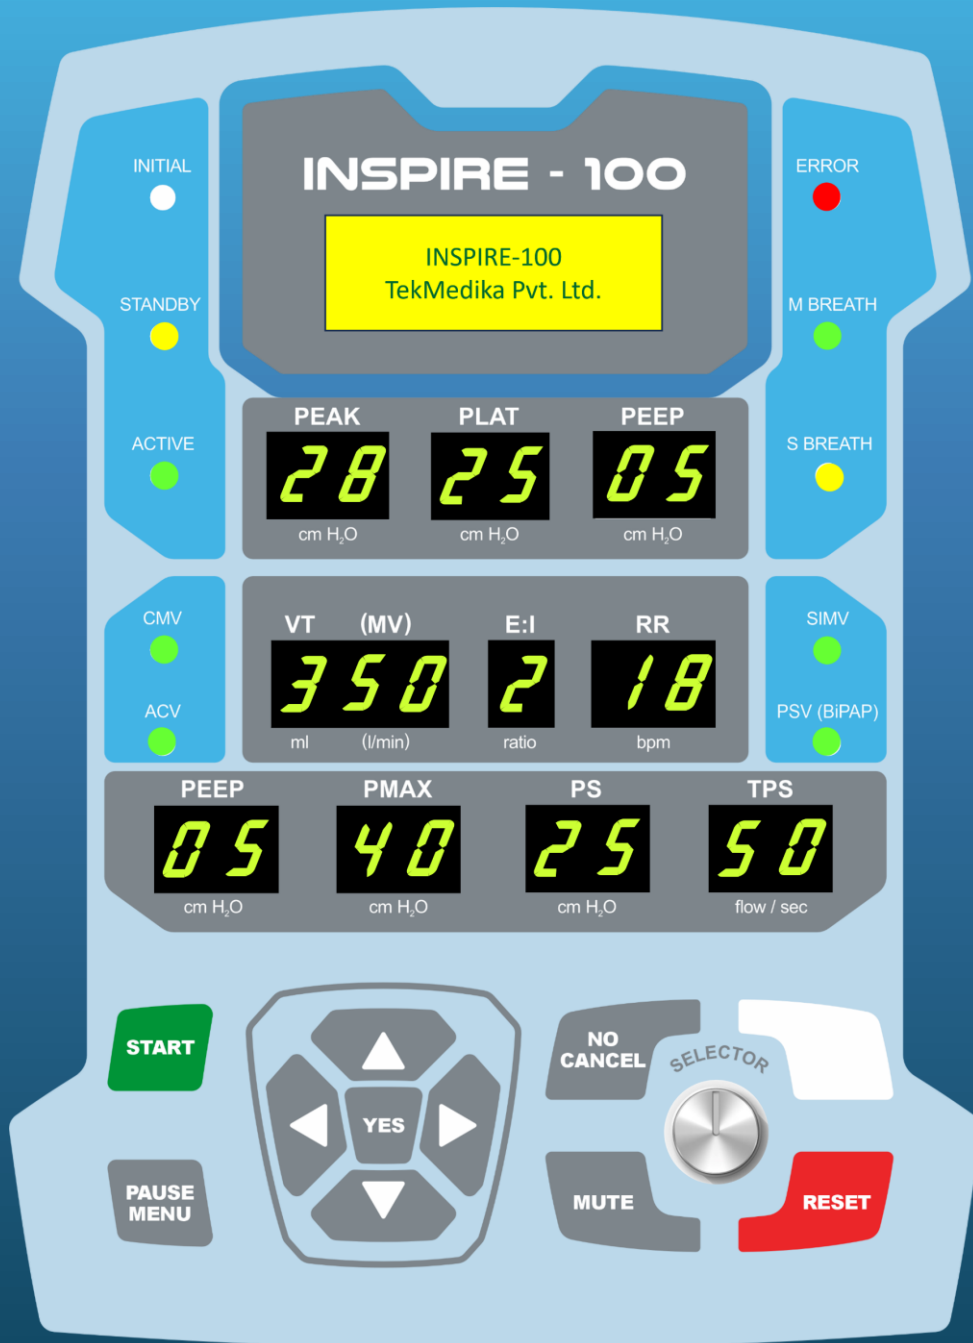 INITIAL
STANDBY
ACTIVE
INSPIRE - 100
INSPIRE-100
TekMedika Pvt. Ltd.
ERROR
M BREATH
S BREATH
PEAK PLAT PEEP
28 25 05
cm H₂O cm H₂O cm H₂O
CMV
ACV
VT (MV) E:I RR
350 2 18
ml (l/min) ratio bpm
SIMV
PSV (BiPAP)
PEEP PMAX PS TPS
05 40 25 50
cm H₂O cm H₂O cm H₂O flow / sec
START
PAUSE
MENU
YES
NO
CANCEL
SELECTOR
MUTE
RESET